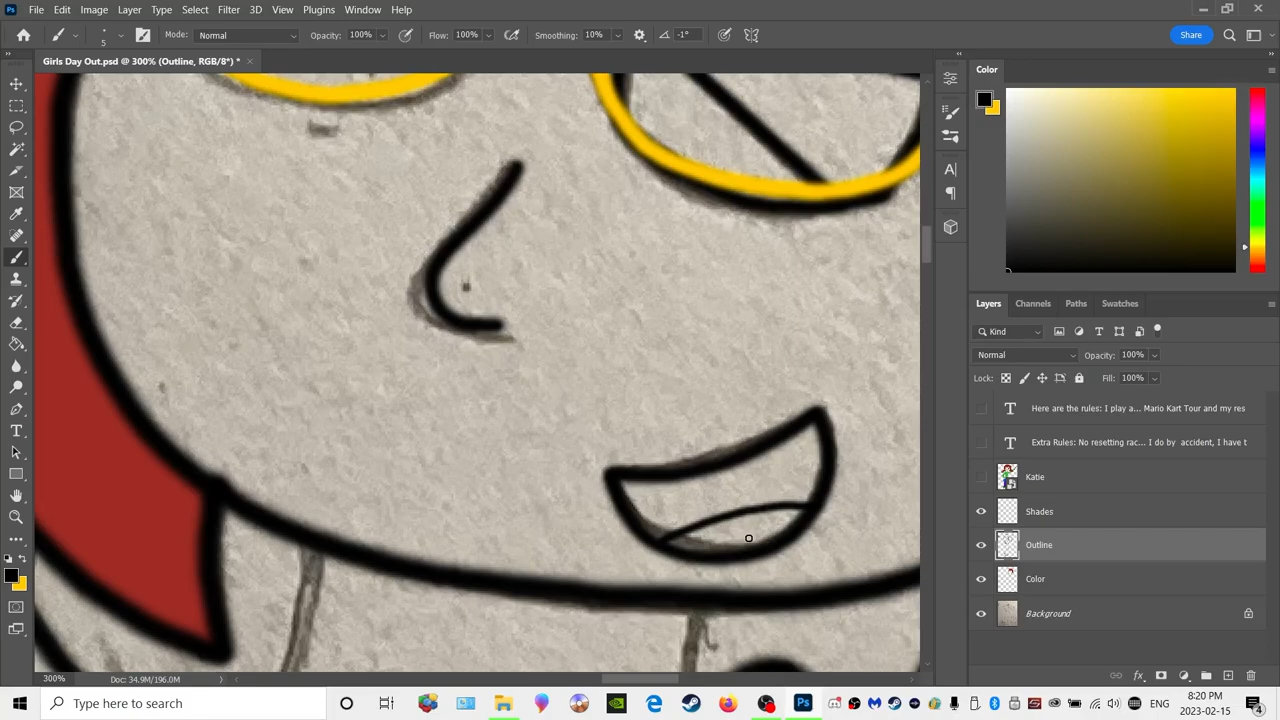 Ps File Edit Image Layer Type Select Filter 3D View Plugins Window Help
5 Mode: Normal Opacity: 100% Flow: 100% Smoothing: 10% -1° Share
Girls Day Out.psd @ 300% (Outline, RGB/8*) * ×
Color
Layers Channels Paths Swatches
Kind
Normal Opacity: 100%
Lock: Fill: 100%
T Here are the rules: I play a... Mario Kart Tour and my res
T Extra Rules: No resetting rac... I do by accident, I have t
Katie
Shades
Outline
Color
Background
300% Doc: 34.9M/196.0M
Type here to search
ENG
8:20 PM
2023-02-15
4